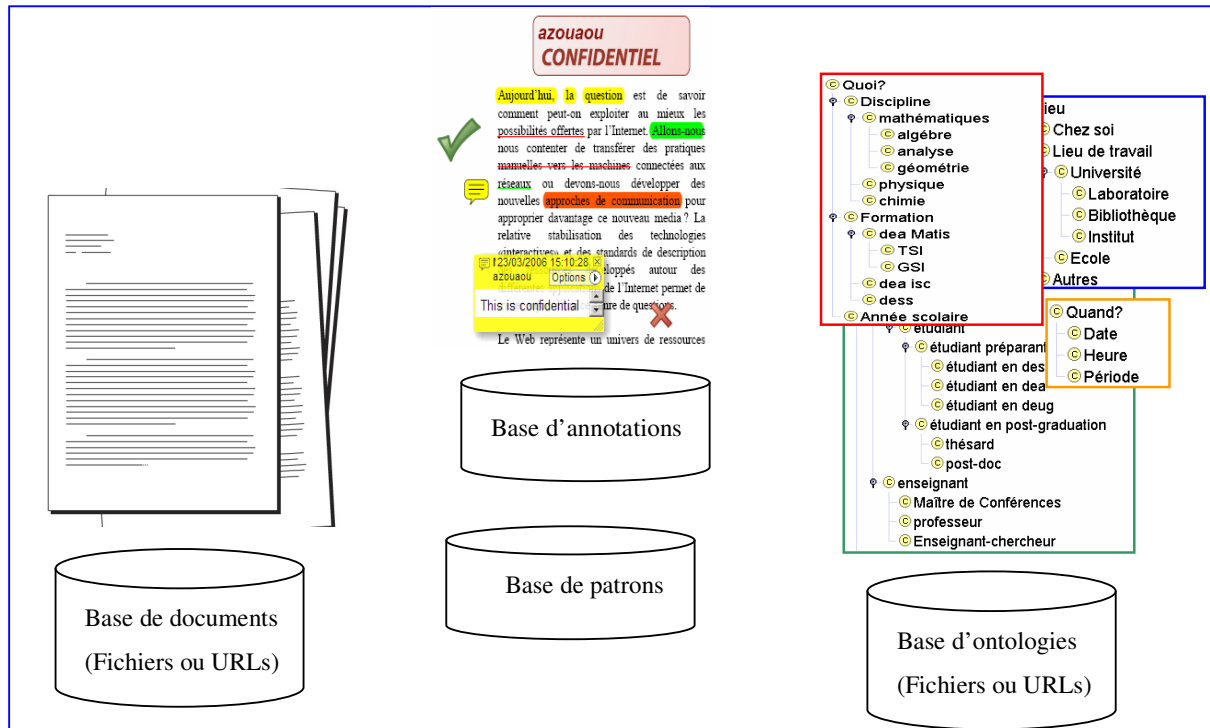 azouaou
CONFIDENTIEL
Aujourd'hui, la question est de savoir
comment peut-on exploiter au mieux les
possibilités offertes par l'Internet. Allons-nous
nous contenter de transférer des pratiques
manuelles vers les machines connectées aux
réseaux ou devons-nous développer des
nouvelles approches de communication pour
approprier davantage ce nouveau media ? La
relative stabilisation des technologies
«interactives» et des standards de description
développés autour des
différentes applications de l'Internet permet de
genre de questions.
23/03/2006 15:10:28
azouaou
Options
This is confidential
Le Web représente un univers de ressources
Base de documents
(Fichiers ou URLs)
Base d'annotations
Base de patrons
Quoi?
Discipline
mathématiques
algébre
analyse
géométrie
physique
chimie
Formation
dea Matis
TSI
GSI
dea isc
dess
Année scolaire
ieu
Chez soi
Lieu de travail
Université
Laboratoire
Bibliothèque
Institut
Ecole
Autres
Quand?
Date
Heure
Période
étudiant
étudiant préparant
étudiant en des
étudiant en dea
étudiant en deug
étudiant en post-graduation
thésard
post-doc
enseignant
Maître de Conférences
professeur
Enseignant-chercheur
Base d'ontologies
(Fichiers ou URLs)